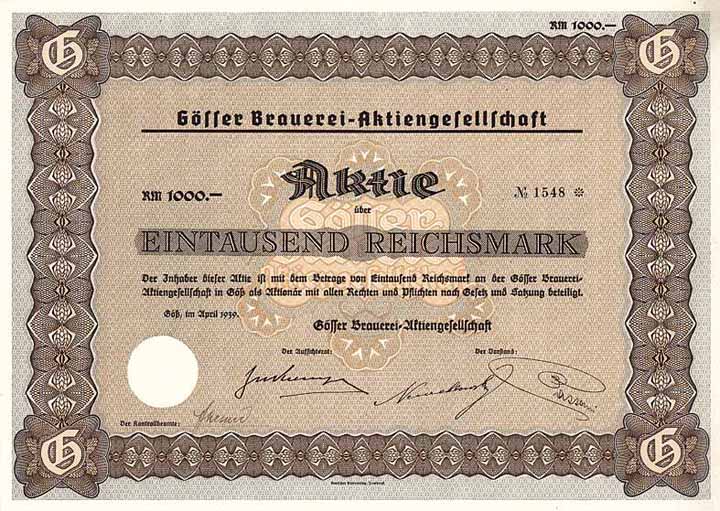 RM 1000.—
G
G
Gösser Brauerei-Aktiengesellschaft
Aktie
RM 1000.—
№ 1548 ※
über
Gösser
EINTAUSEND REICHSMARK
Der Inhaber dieser Aktie ist mit dem Betrage von Eintausend Reichsmark an der Gösser Brauerei-
Aktiengesellschaft in Göß als Aktionär mit allen Rechten und Pflichten nach Gesetz und Satzung beteiligt.
Göß, im April 1939.
Gösser Brauerei-Aktiengesellschaft
Der Aufsichtsrat:
Der Vorstand:
Der Kontrollbeamte:
G
G